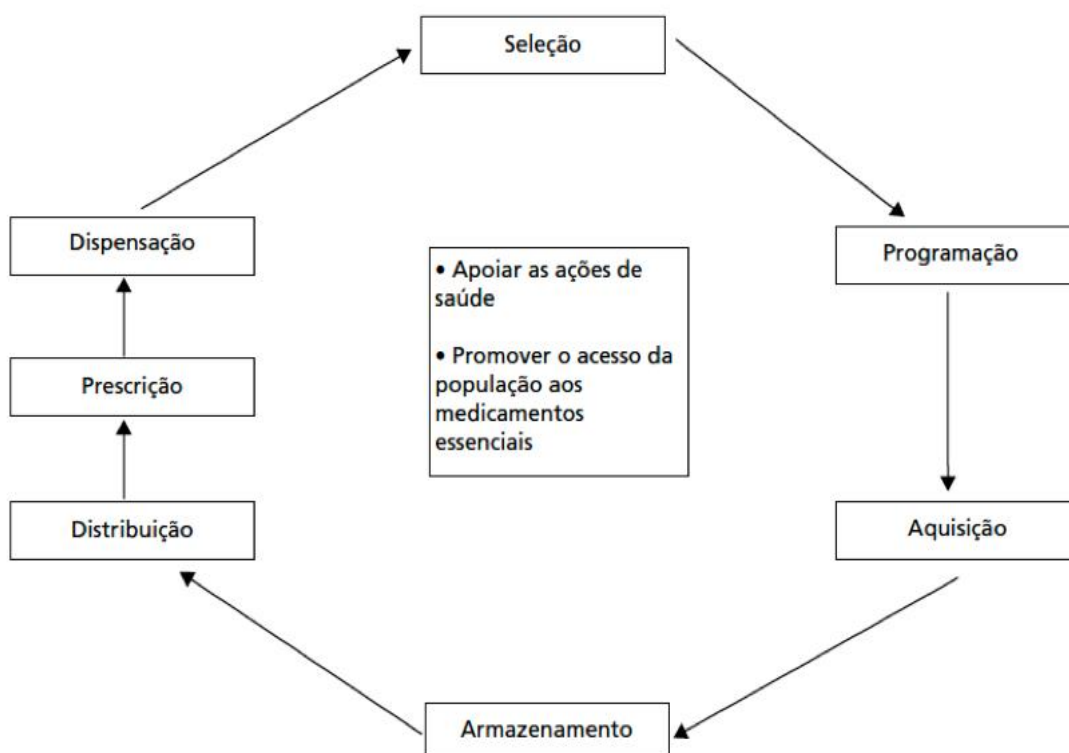 Seleção
Dispensação
Programação
• Apoiar as ações de
saúde
• Promover o acesso da
população aos
medicamentos
essenciais
Prescrição
Distribuição
Aquisição
Armazenamento